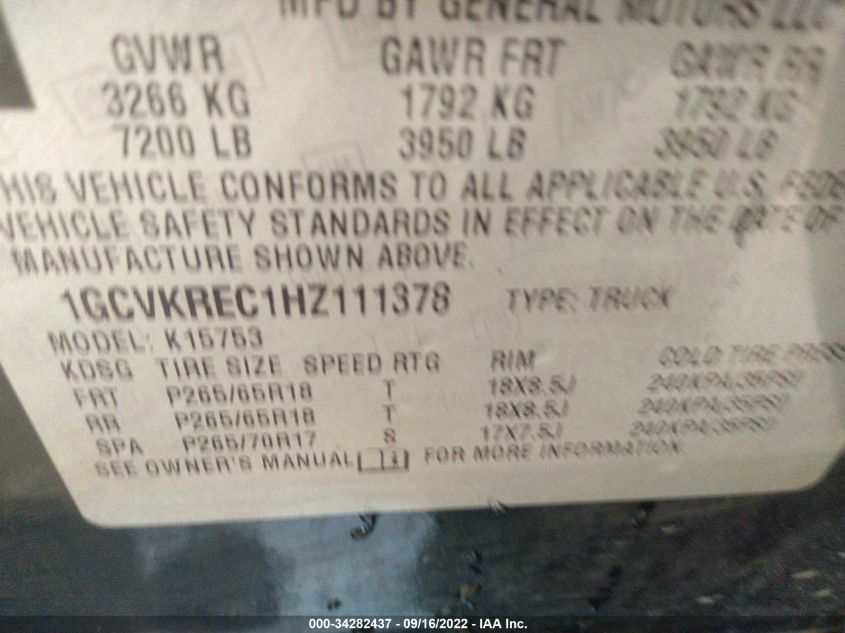 MFD BY GENERAL MOTORS LLC
GVWR GAWR FRT GAWR RR
3266 KG 1792 KG 1792 KG
7200 LB 3950 LB 3950 LB
HIS VEHICLE CONFORMS TO ALL APPLICABLE U.S. FEDE
VEHICLE SAFETY STANDARDS IN EFFECT ON THE DATE OF
MANUFACTURE SHOWN ABOVE.
1GCVKREC1HZ111378 TYPE: TRUCK
MODEL: K15753
KDSG TIRE SIZE SPEED RTG RIM COLD TIRE PRESS
FRT P265/65R18 T 18X8.5J 240KPA/35PSI
RR P265/65R18 T 18X8.5J 240KPA/35PSI
SPA P265/70R17 S 17X7.5J 240KPA/35PSI
SEE OWNER'S MANUAL FOR MORE INFORMATION.
000-34282437 - 09/16/2022 - IAA Inc.